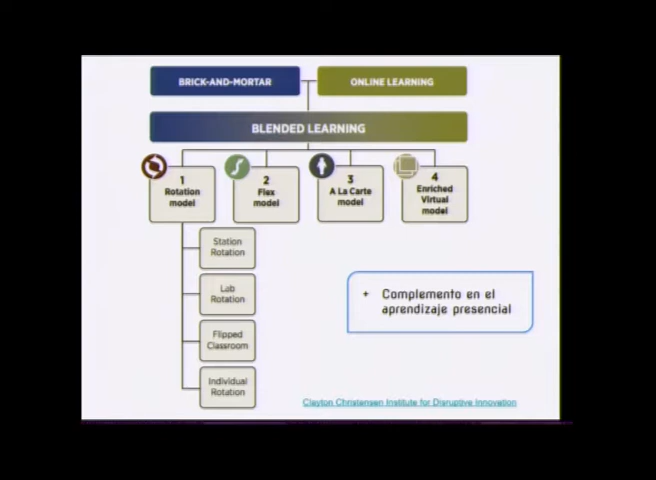 BRICK-AND-MORTAR
ONLINE LEARNING
BLENDED LEARNING
1
Rotation
model
2
Flex
model
3
A La Carte
model
4
Enriched
Virtual
model
Station
Rotation
Lab
Rotation
Flipped
Classroom
Individual
Rotation
+ Complemento en el
aprendizaje presencial
Clayton Christensen Institute for Disruptive Innovation